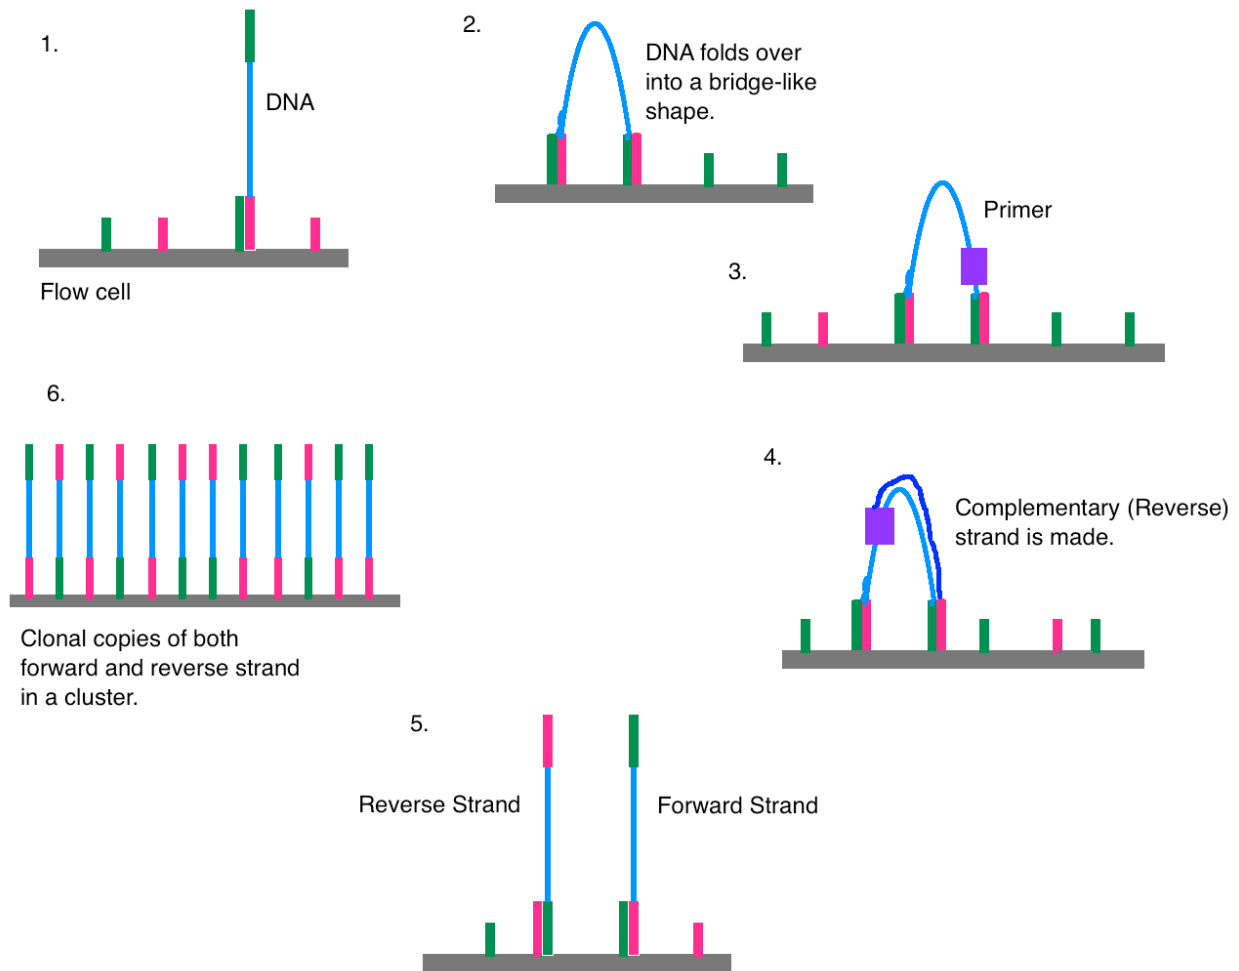 1.
DNA
Flow cell
2.
DNA folds over
into a bridge-like
shape.
3.
Primer
4.
Complementary (Reverse)
strand is made.
5.
Reverse Strand
Forward Strand
6.
Clonal copies of both
forward and reverse strand
in a cluster.